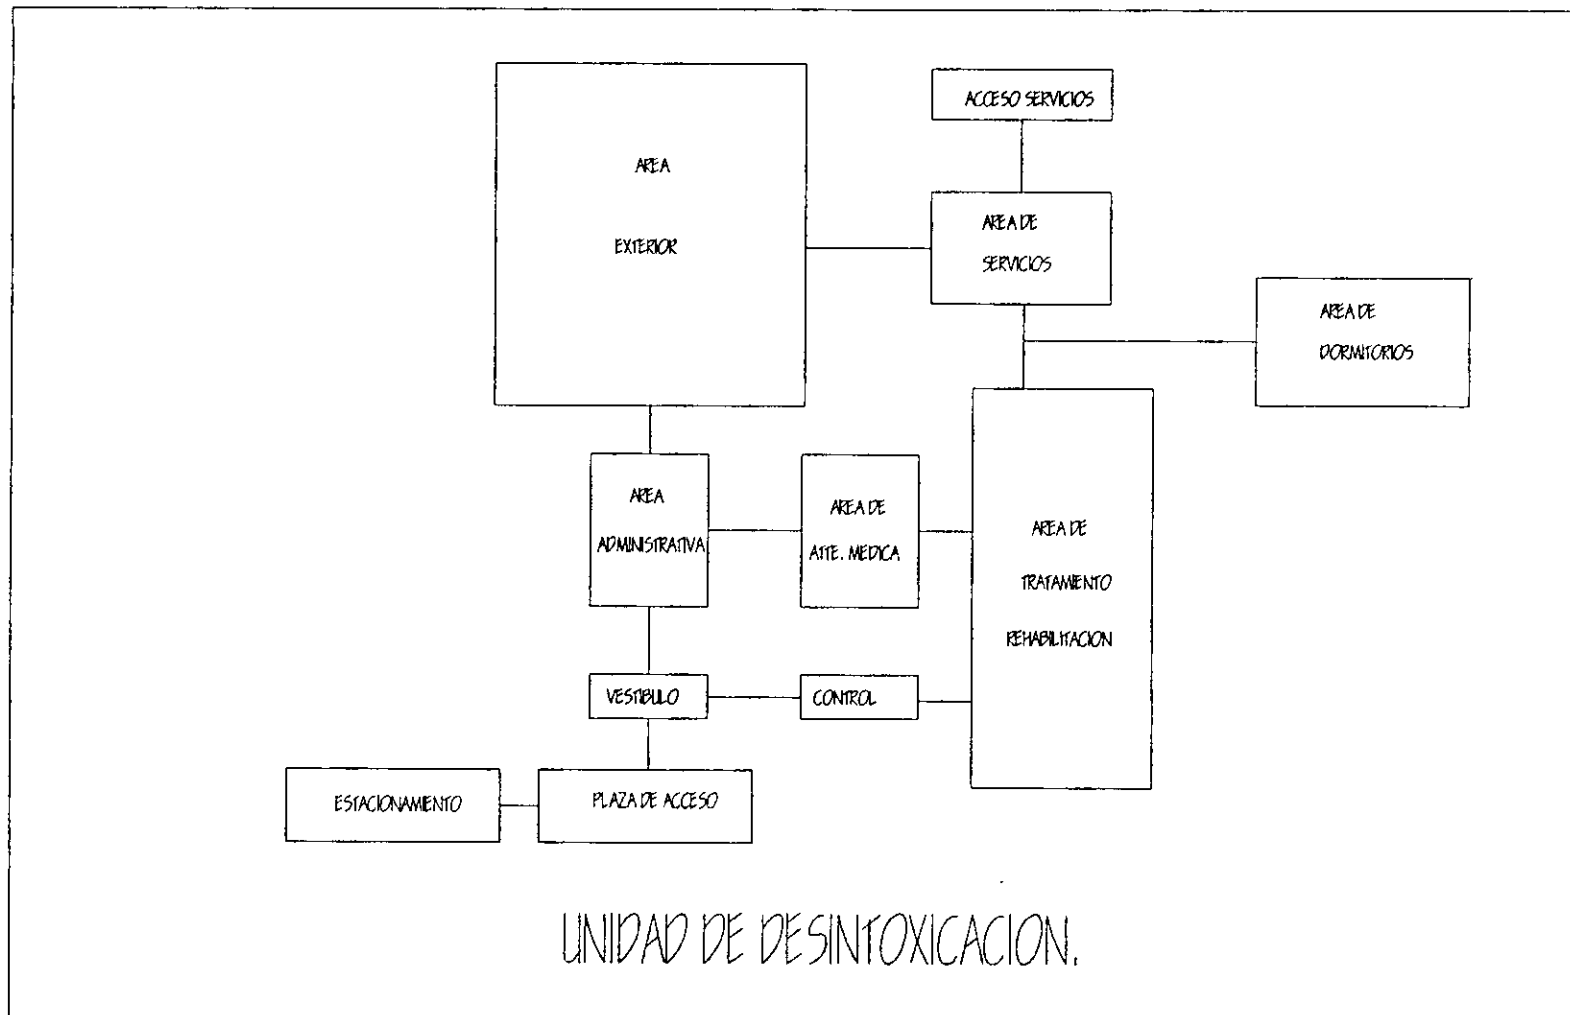 ACCESO SERVICIOS
AREA
EXTERIOR
AREA DE
SERVICIOS
AREA DE
DORMITORIOS
AREA
ADMINISTRATIVA
AREA DE
ATTE. MEDICA
AREA DE
TRATAMIENTO
REHABILITACION
VESTIBULO
CONTROL
ESTACIONAMIENTO
PLAZA DE ACCESO
UNIDAD DE DESINTOXICACION.